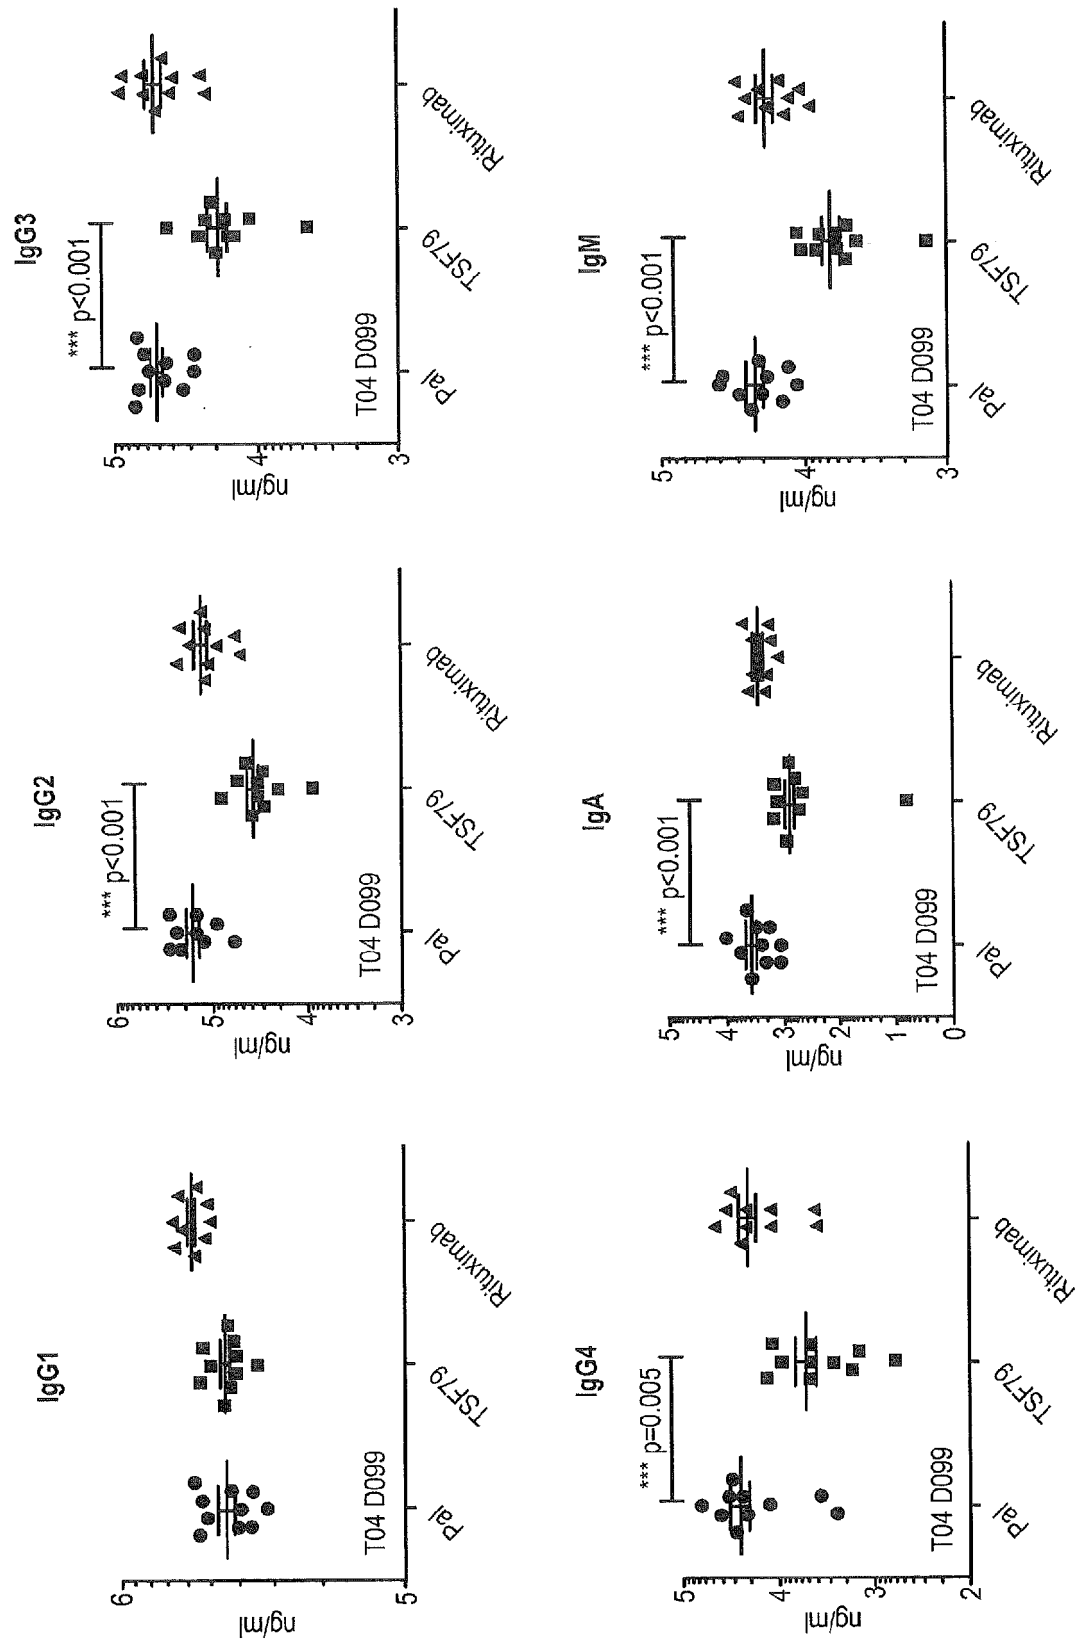 IgG1
6
5
ng/ml
T04 D099
Pal
TSF79
Rituximab
IgG2
*** p<0.001
6
5
4
3
ng/ml
T04 D099
Pal
TSF79
Rituximab
IgG3
*** p<0.001
5
4
3
ng/ml
T04 D099
Pal
TSF79
Rituximab
IgG4
*** p=0.005
5
4
3
2
ng/ml
T04 D099
Pal
TSF79
Rituximab
IgA
*** p<0.001
5
4
3
2
1
0
ng/ml
T04 D099
Pal
TSF79
Rituximab
IgM
*** p<0.001
5
4
3
ng/ml
T04 D099
Pal
TSF79
Rituximab